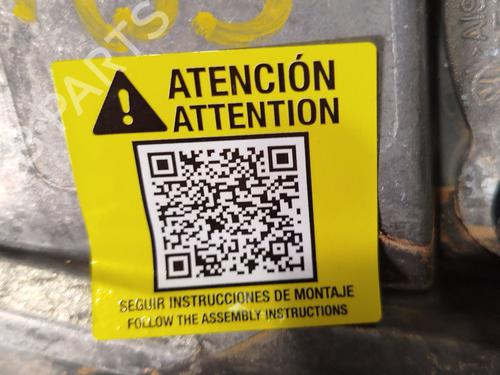 ATENCIÓN
ATTENTION
SEGUIR INSTRUCCIONES DE MONTAJE
FOLLOW THE ASSEMBLY INSTRUCTIONS